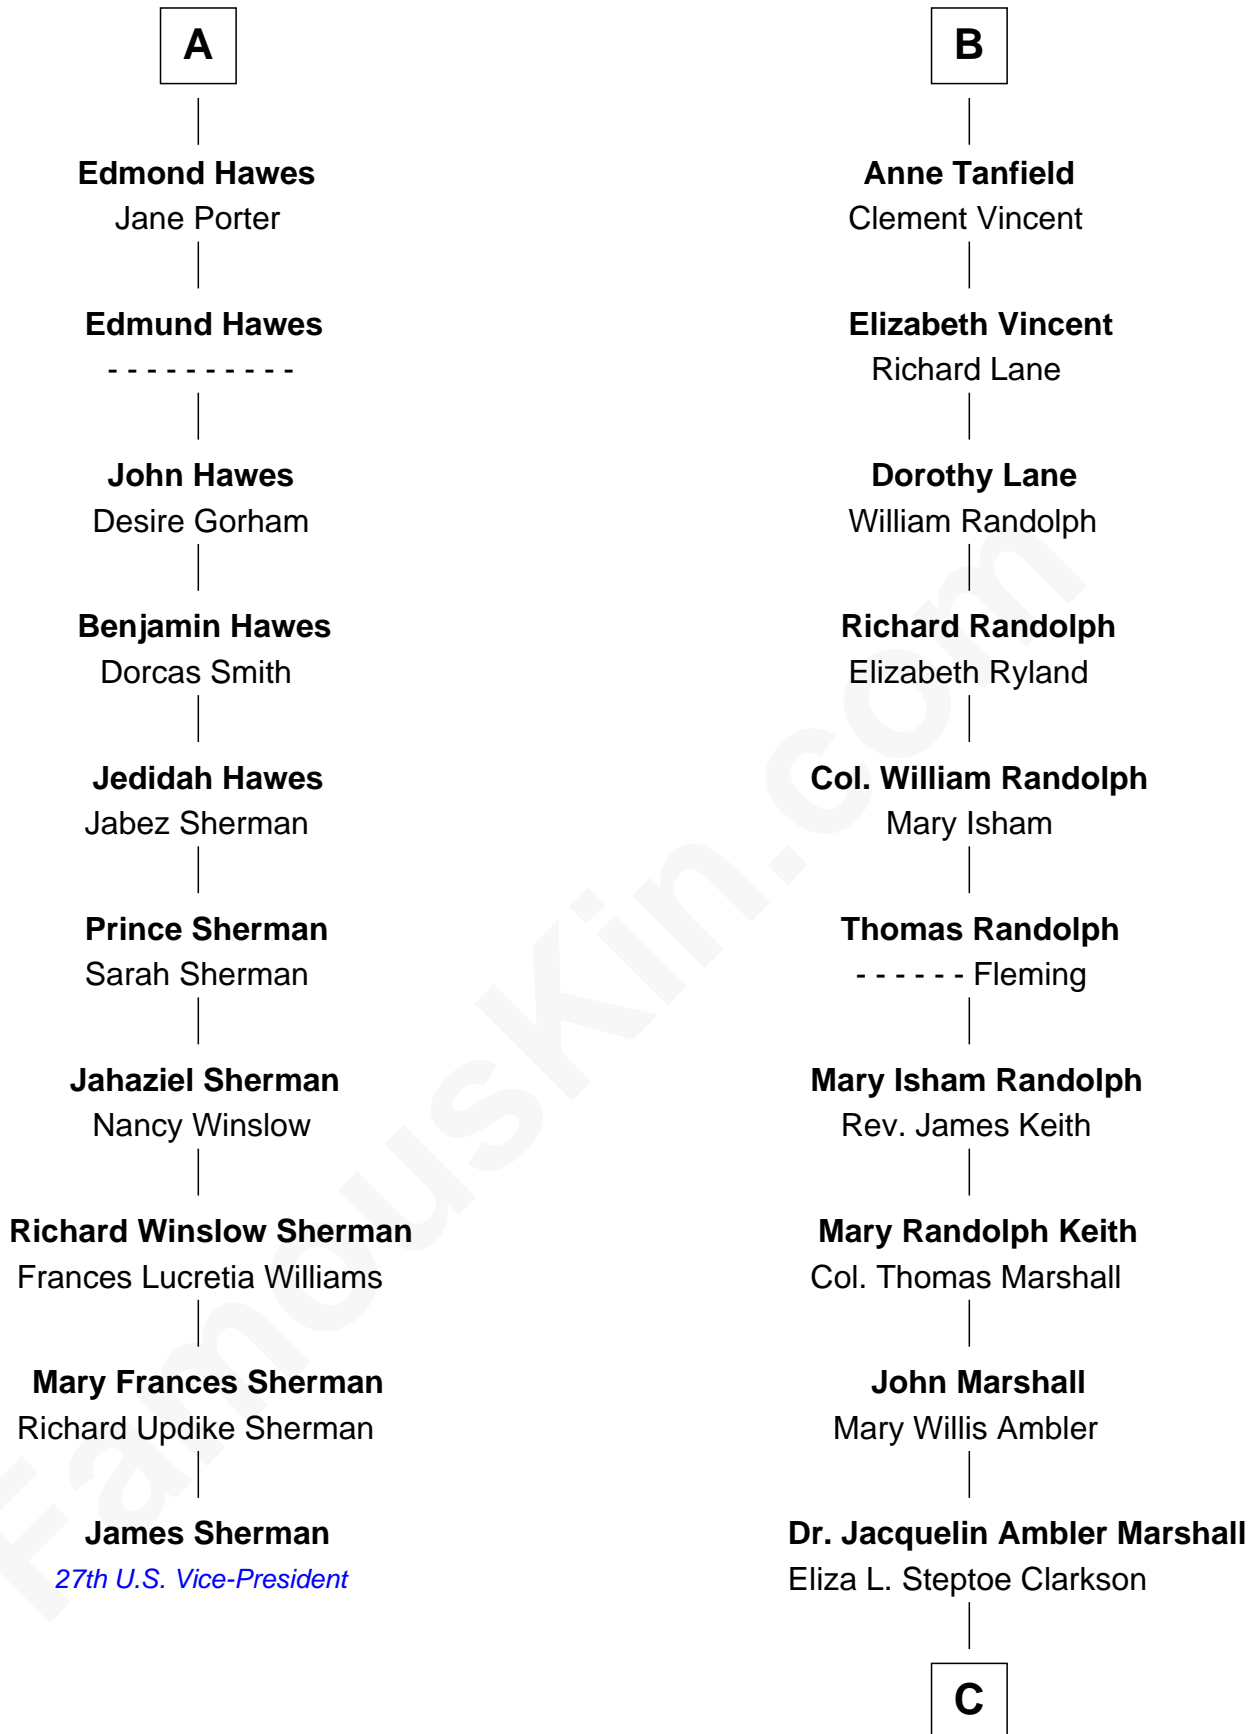 A
Edmond Hawes
Jane Porter
Edmund Hawes
- - - - - - - - - -
John Hawes
Desire Gorham
Benjamin Hawes
Dorcas Smith
Jedidah Hawes
Jabez Sherman
Prince Sherman
Sarah Sherman
Jahaziel Sherman
Nancy Winslow
Richard Winslow Sherman
Frances Lucretia Williams
Mary Frances Sherman
Richard Updike Sherman
James Sherman
27th U.S. Vice-President
B
Anne Tanfield
Clement Vincent
Elizabeth Vincent
Richard Lane
Dorothy Lane
William Randolph
Richard Randolph
Elizabeth Ryland
Col. William Randolph
Mary Isham
Thomas Randolph
- - - - - - Fleming
Mary Isham Randolph
Rev. James Keith
Mary Randolph Keith
Col. Thomas Marshall
John Marshall
Mary Willis Ambler
Dr. Jacquelin Ambler Marshall
Eliza L. Steptoe Clarkson
C
FamousKin.com